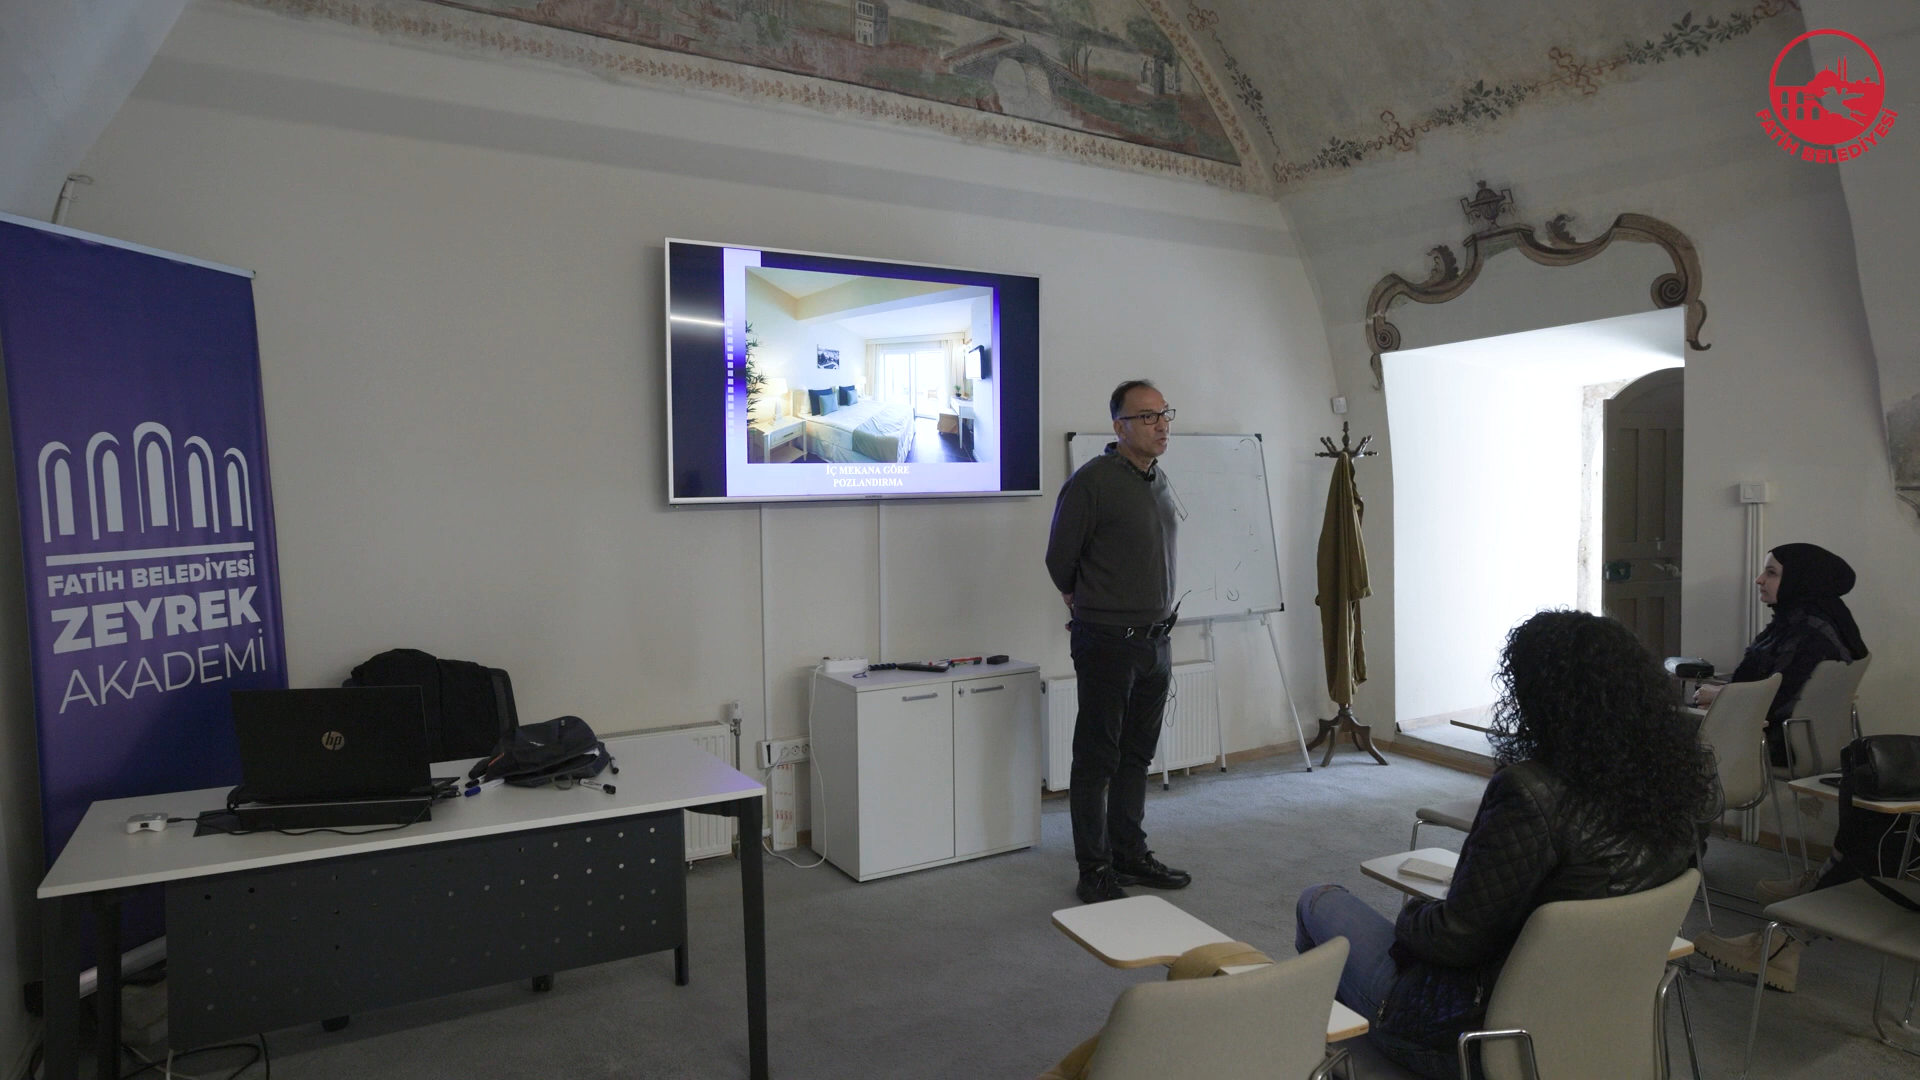 FATİH BELEDİYESİ
İÇ MEKANA GÖRE
POZLANDIRMA
FATİH BELEDİYESİ
ZEYREK
AKADEMİ
hp